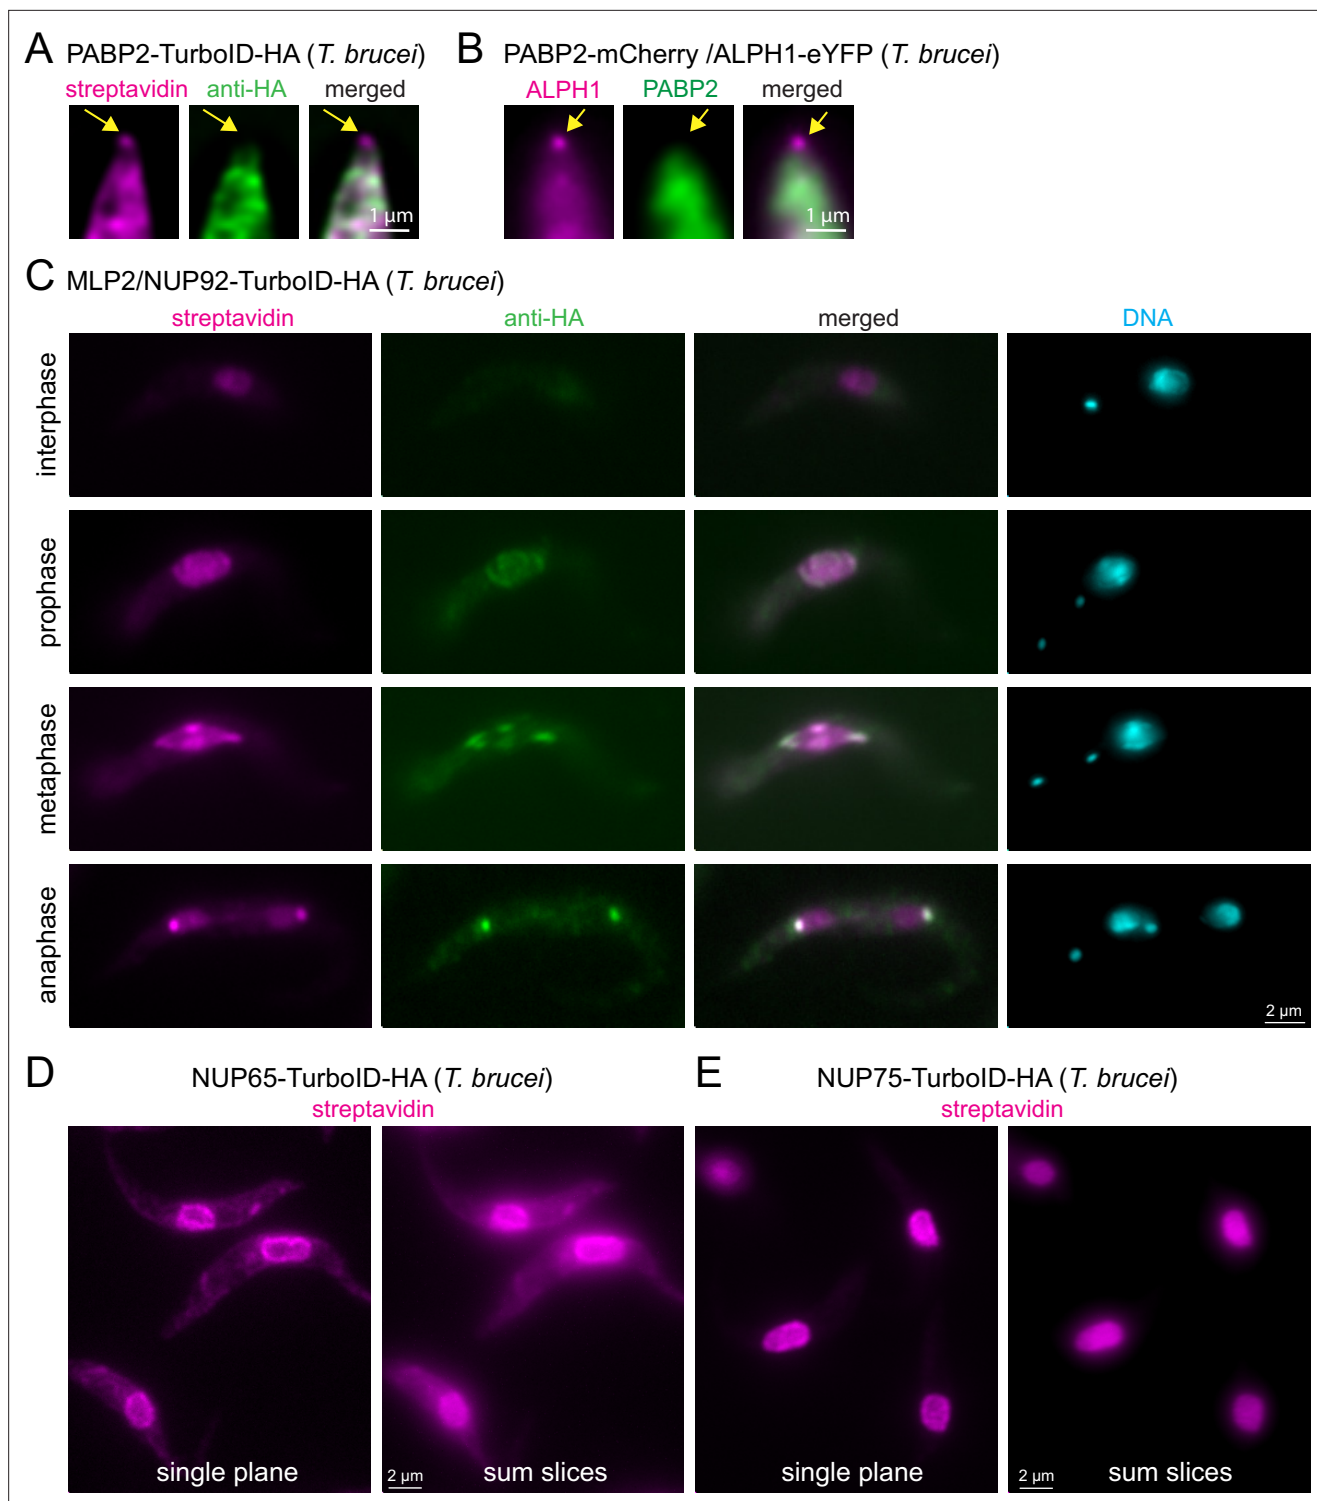 A PABP2-TurboID-HA (T. brucei)
streptavidin anti-HA merged
1 µm
B PABP2-mCherry /ALPH1-eYFP (T. brucei)
ALPH1 PABP2 merged
1 µm
C MLP2/NUP92-TurboID-HA (T. brucei)
streptavidin anti-HA merged DNA
interphase
prophase
metaphase
anaphase
2 µm
D NUP65-TurboID-HA (T. brucei)
streptavidin
single plane
2 µm sum slices
E NUP75-TurboID-HA (T. brucei)
streptavidin
single plane
2 µm sum slices